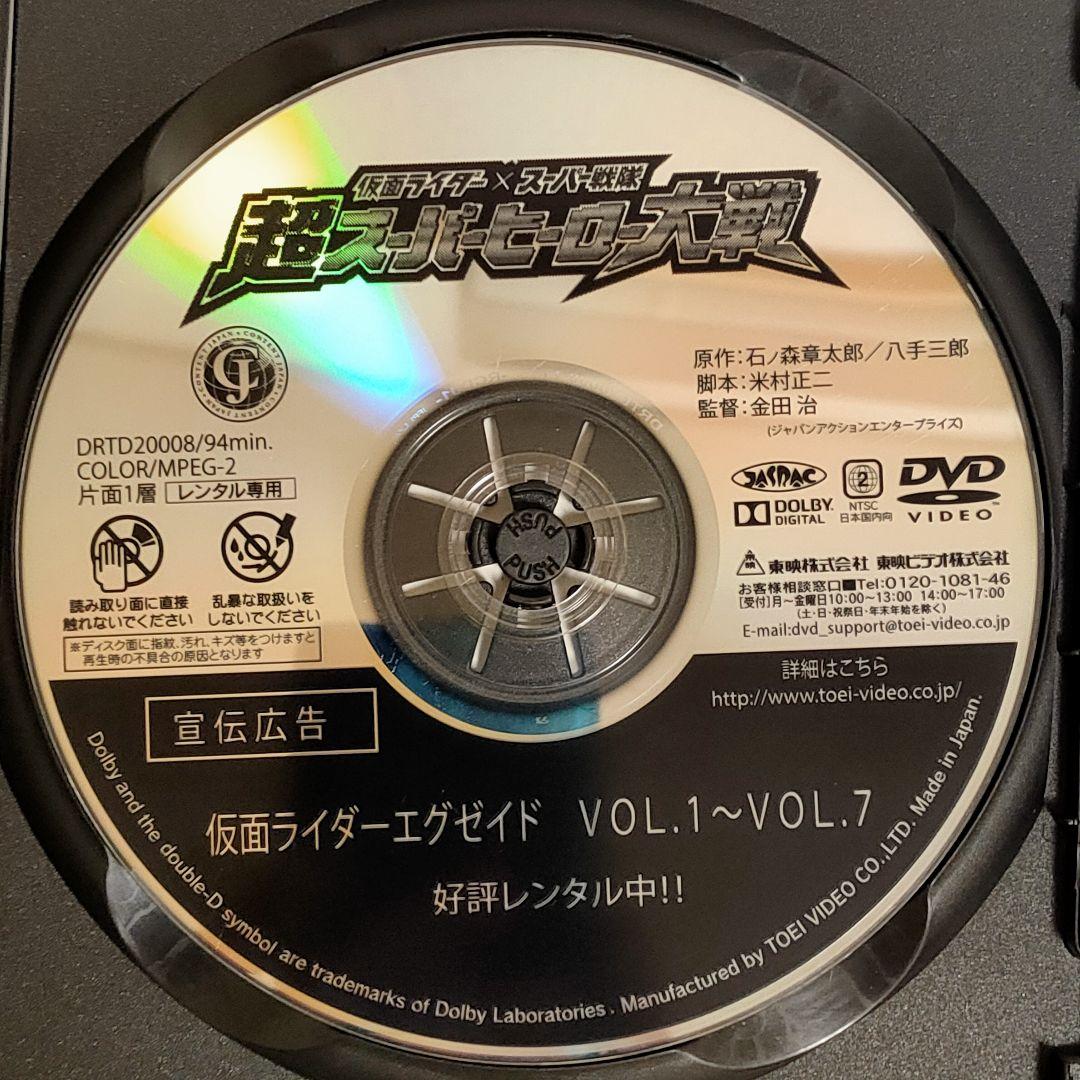 仮面ライダー×スーパー戦隊
超スーパーヒーロー大戦
CONTENT JAPAN
CJ
原作:石ノ森章太郎／八手三郎
脚本:米村正二
監督:金田 治
(ジャパンアクションエンタープライズ)
DRTD20008/94min.
COLOR/MPEG-2
片面1層 レンタル専用
JASRAC
DOLBY
DIGITAL
2
NTSC
日本国内向
DVD
VIDEO
読み取り面に直接
触れないでください
乱暴な取扱いを
しないでください
※ディスク面に指紋、汚れ、キズ等をつけますと
再生時の不具合の原因となります
PUSH
PUSH
東映
東映株式会社 東映ビデオ株式会社
お客様相談窓口■Tel:0120-1081-46
[受付]月～金曜日10:00～13:00 14:00～17:00
(土・日・祝祭日・年末年始を除く)
E-mail:dvd_support@toei-video.co.jp
詳細はこちら
http://www.toei-video.co.jp/
宣伝広告
仮面ライダーエグゼイド VOL.1～VOL.7
好評レンタル中!!
Dolby and the double-D symbol are trademarks of Dolby Laboratories. Manufactured by TOEI VIDEO CO.,LTD. Made in Japan.